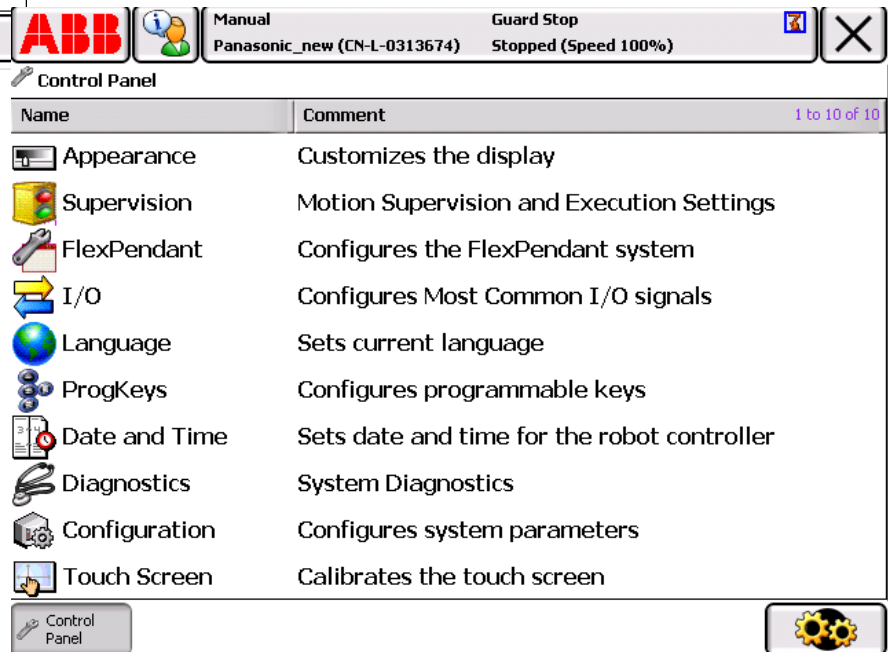 ABB
Manual Guard Stop
Panasonic_new (CN-L-0313674) Stopped (Speed 100%)
Control Panel
Name Comment 1 to 10 of 10
Appearance Customizes the display
Supervision Motion Supervision and Execution Settings
FlexPendant Configures the FlexPendant system
I/O Configures Most Common I/O signals
Language Sets current language
ProgKeys Configures programmable keys
Date and Time Sets date and time for the robot controller
Diagnostics System Diagnostics
Configuration Configures system parameters
Touch Screen Calibrates the touch screen
Control
Panel